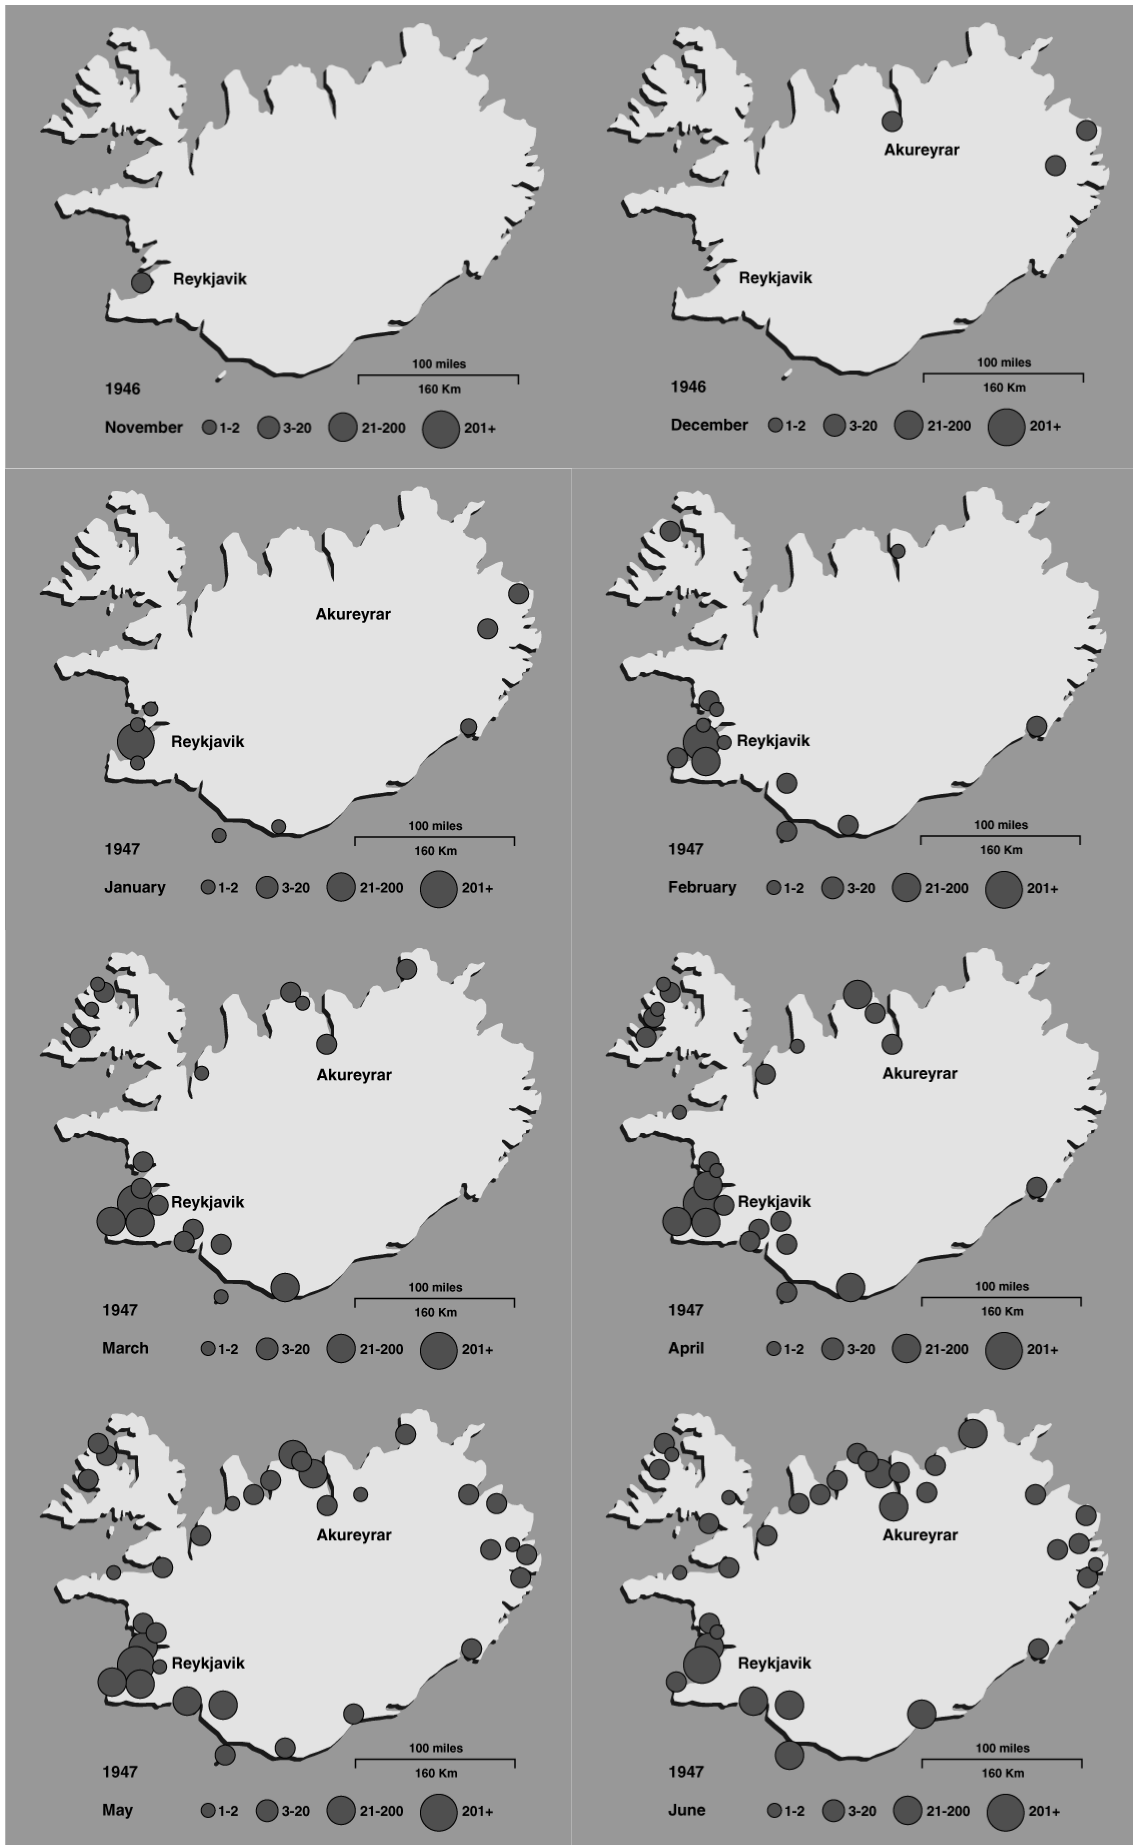 Reykjavik
100 miles
160 Km
1946
November 1-2 3-20 21-200 201+
Akureyrar
Reykjavik
100 miles
160 Km
1946
December 1-2 3-20 21-200 201+
Akureyrar
Reykjavik
100 miles
160 Km
1947
January 1-2 3-20 21-200 201+
Reykjavik
100 miles
160 Km
1947
February 1-2 3-20 21-200 201+
Akureyrar
Reykjavik
100 miles
160 Km
1947
March 1-2 3-20 21-200 201+
Akureyrar
Reykjavik
100 miles
160 Km
1947
April 1-2 3-20 21-200 201+
Akureyrar
Reykjavik
100 miles
160 Km
1947
May 1-2 3-20 21-200 201+
Akureyrar
Reykjavik
100 miles
160 Km
1947
June 1-2 3-20 21-200 201+